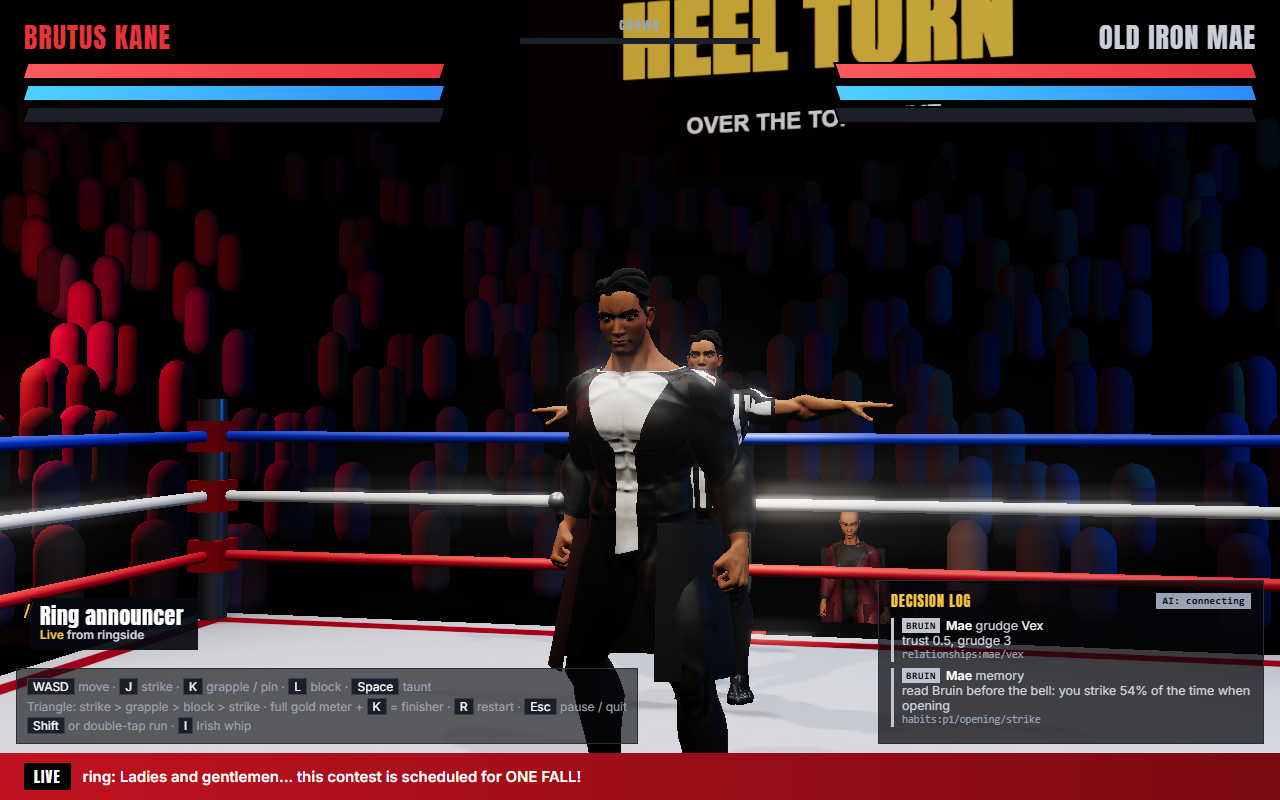 BRUTUS KANE
CROWD
HEEL TURN
OLD IRON MAE
OVER THE TO
Ring announcer
Live from ringside
WASD move · J strike · K grapple / pin · L block · Space taunt
Triangle: strike > grapple > block > strike · full gold meter + K = finisher · R restart · Esc pause / quit
Shift or double-tap run · I Irish whip
DECISION LOG
AI: connecting
BRUIN Mae grudge Vex
trust 0.5, grudge 3
relationships:mae/vex
BRUIN Mae memory
read Bruin before the bell: you strike 54% of the time when
opening
habits:p1/opening/strike
LIVE ring: Ladies and gentlemen... this contest is scheduled for ONE FALL!